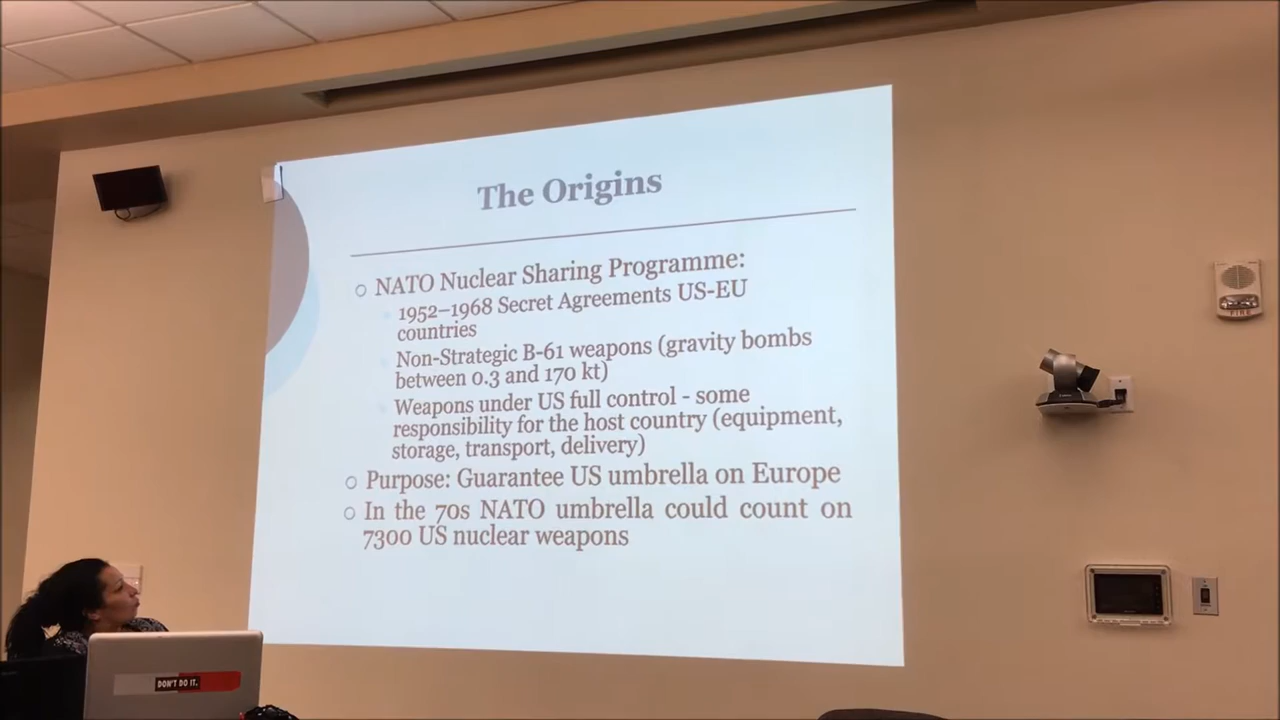 The Origins
NATO Nuclear Sharing Programme:
1952–1968 Secret Agreements US-EU
countries
Non-Strategic B-61 weapons (gravity bombs
between 0.3 and 170 kt)
Weapons under US full control - some
responsibility for the host country (equipment,
storage, transport, delivery)
Purpose: Guarantee US umbrella on Europe
In the 70s NATO umbrella could count on
7300 US nuclear weapons
FIRE
DON'T DO IT.